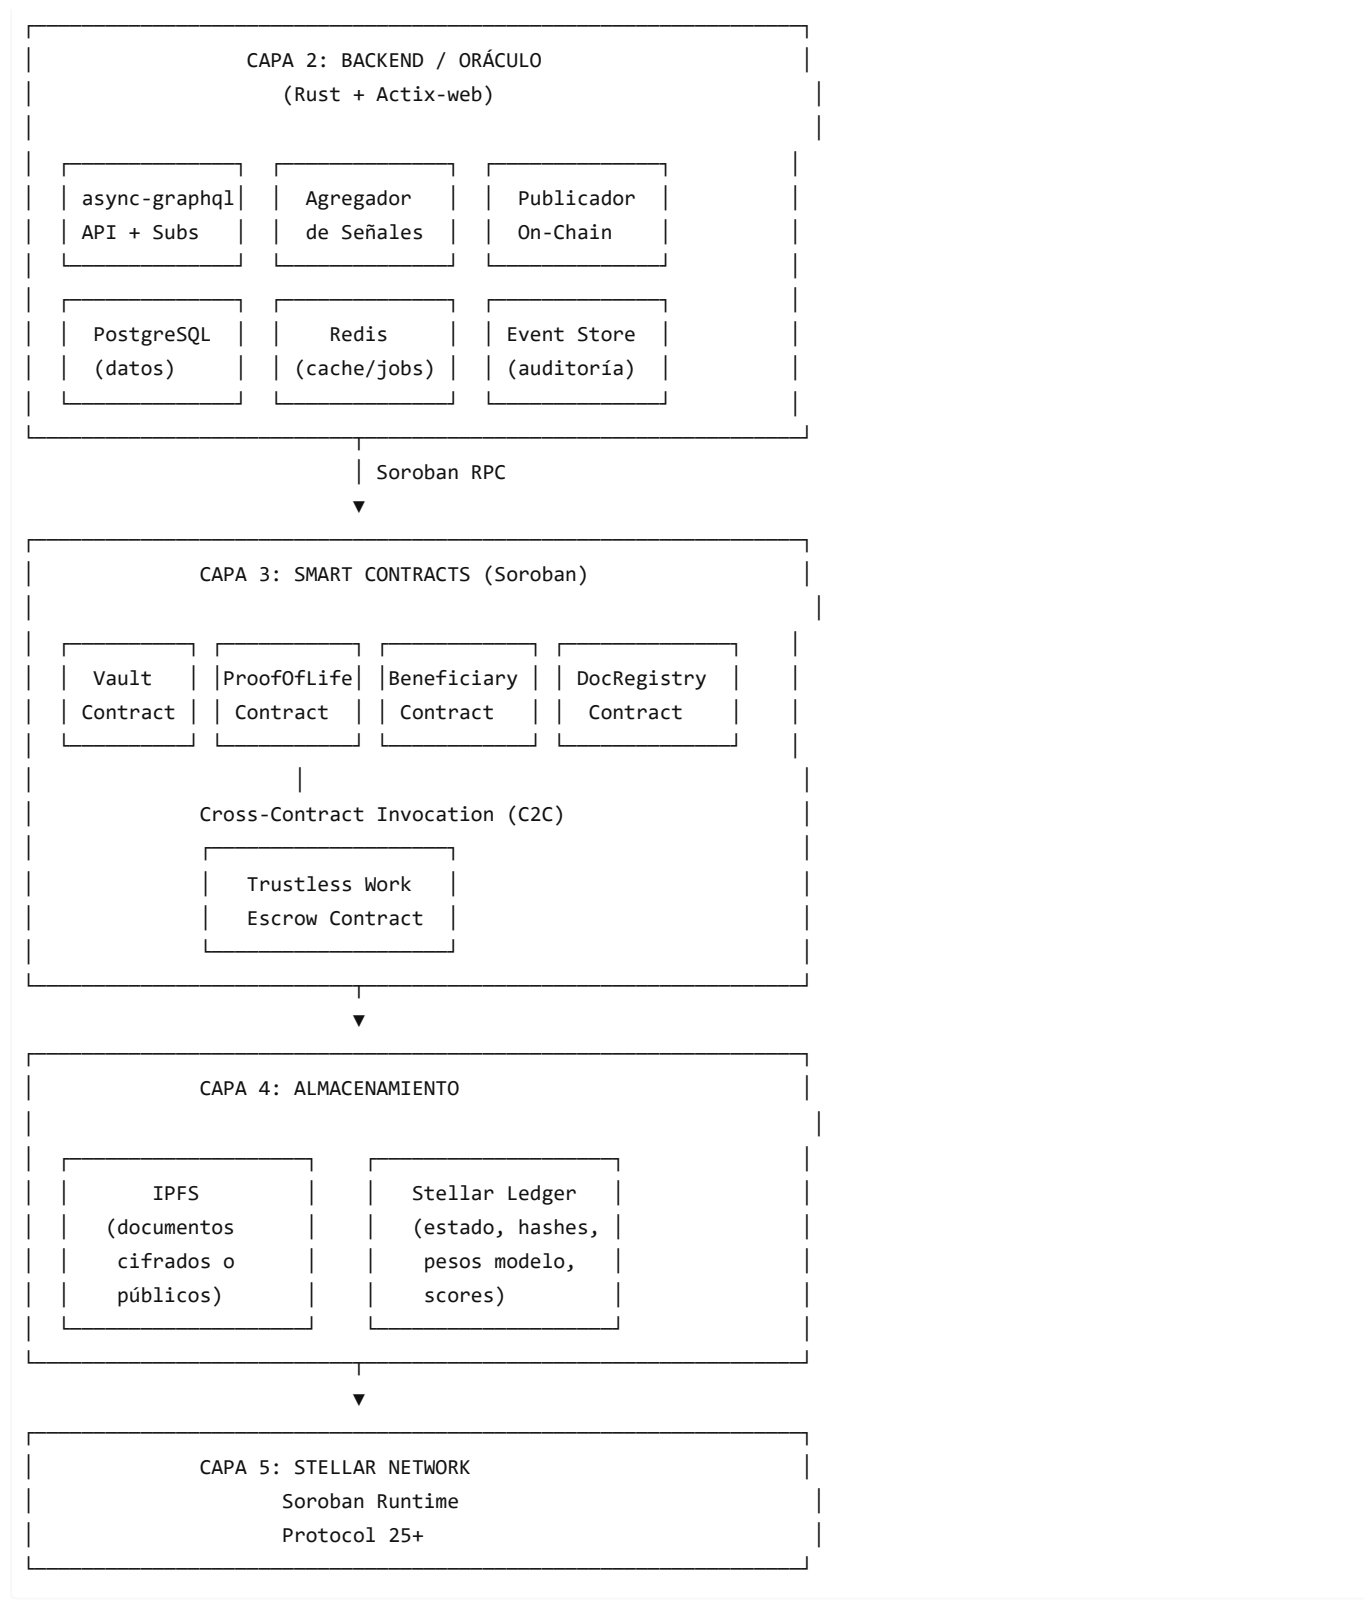 CAPA 2: BACKEND / ORÁCULO
(Rust + Actix-web)
async-graphql Agregador Publicador
API + Subs de Señales On-Chain
PostgreSQL Redis Event Store
(datos) (cache/jobs) (auditoría)
Soroban RPC
CAPA 3: SMART CONTRACTS (Soroban)
Vault ProofOfLife Beneficiary DocRegistry
Contract Contract Contract Contract
Cross-Contract Invocation (C2C)
Trustless Work
Escrow Contract
CAPA 4: ALMACENAMIENTO
IPFS Stellar Ledger
(documentos (estado, hashes,
cifrados o pesos modelo,
públicos) scores)
CAPA 5: STELLAR NETWORK
Soroban Runtime
Protocol 25+